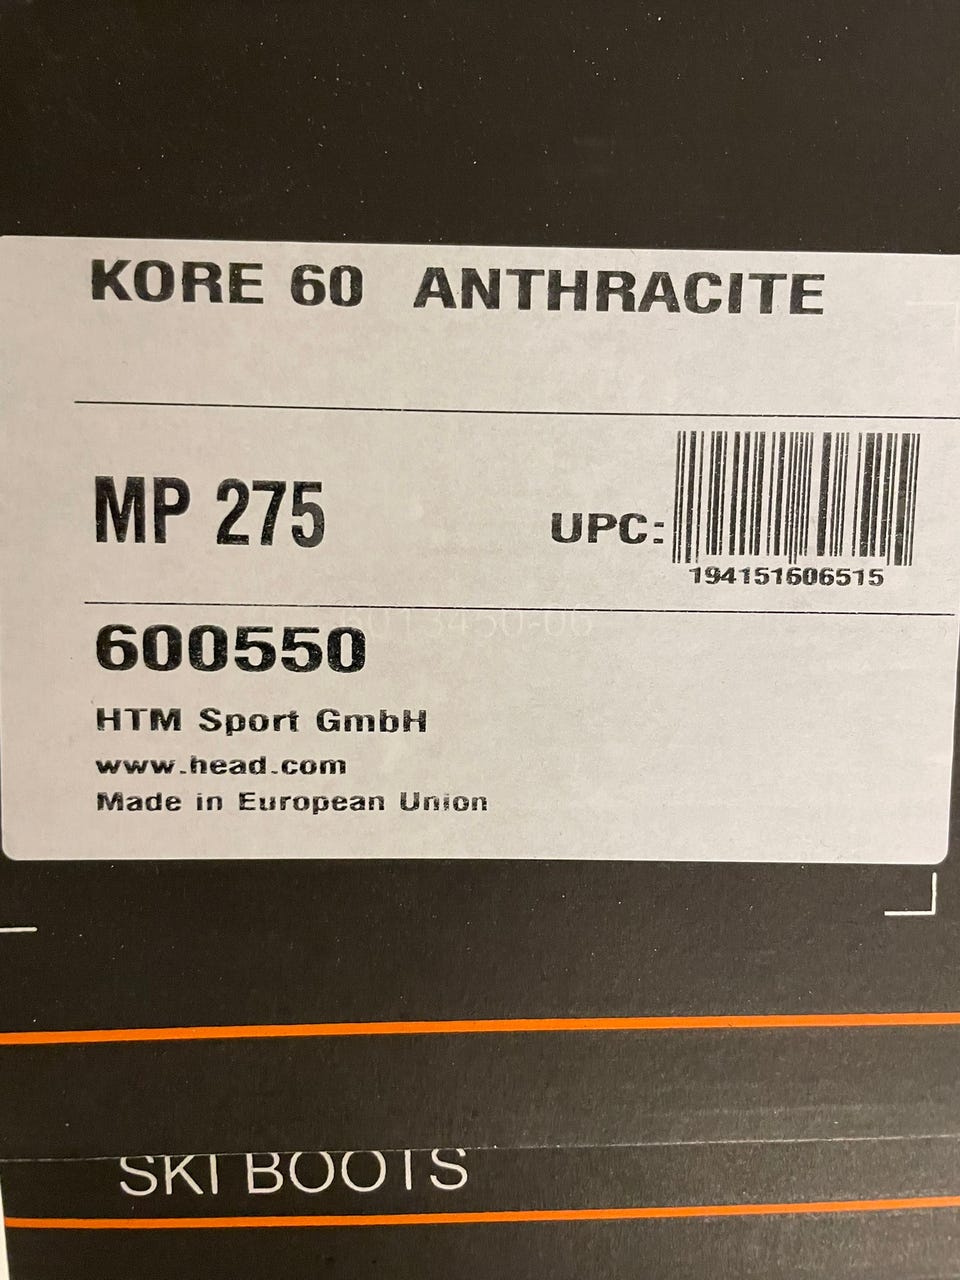 KORE 60 ANTHRACITE
MP 275
UPC:
194151606515
600550
HTM Sport GmbH
www.head.com
Made in European Union
SKI BOOTS